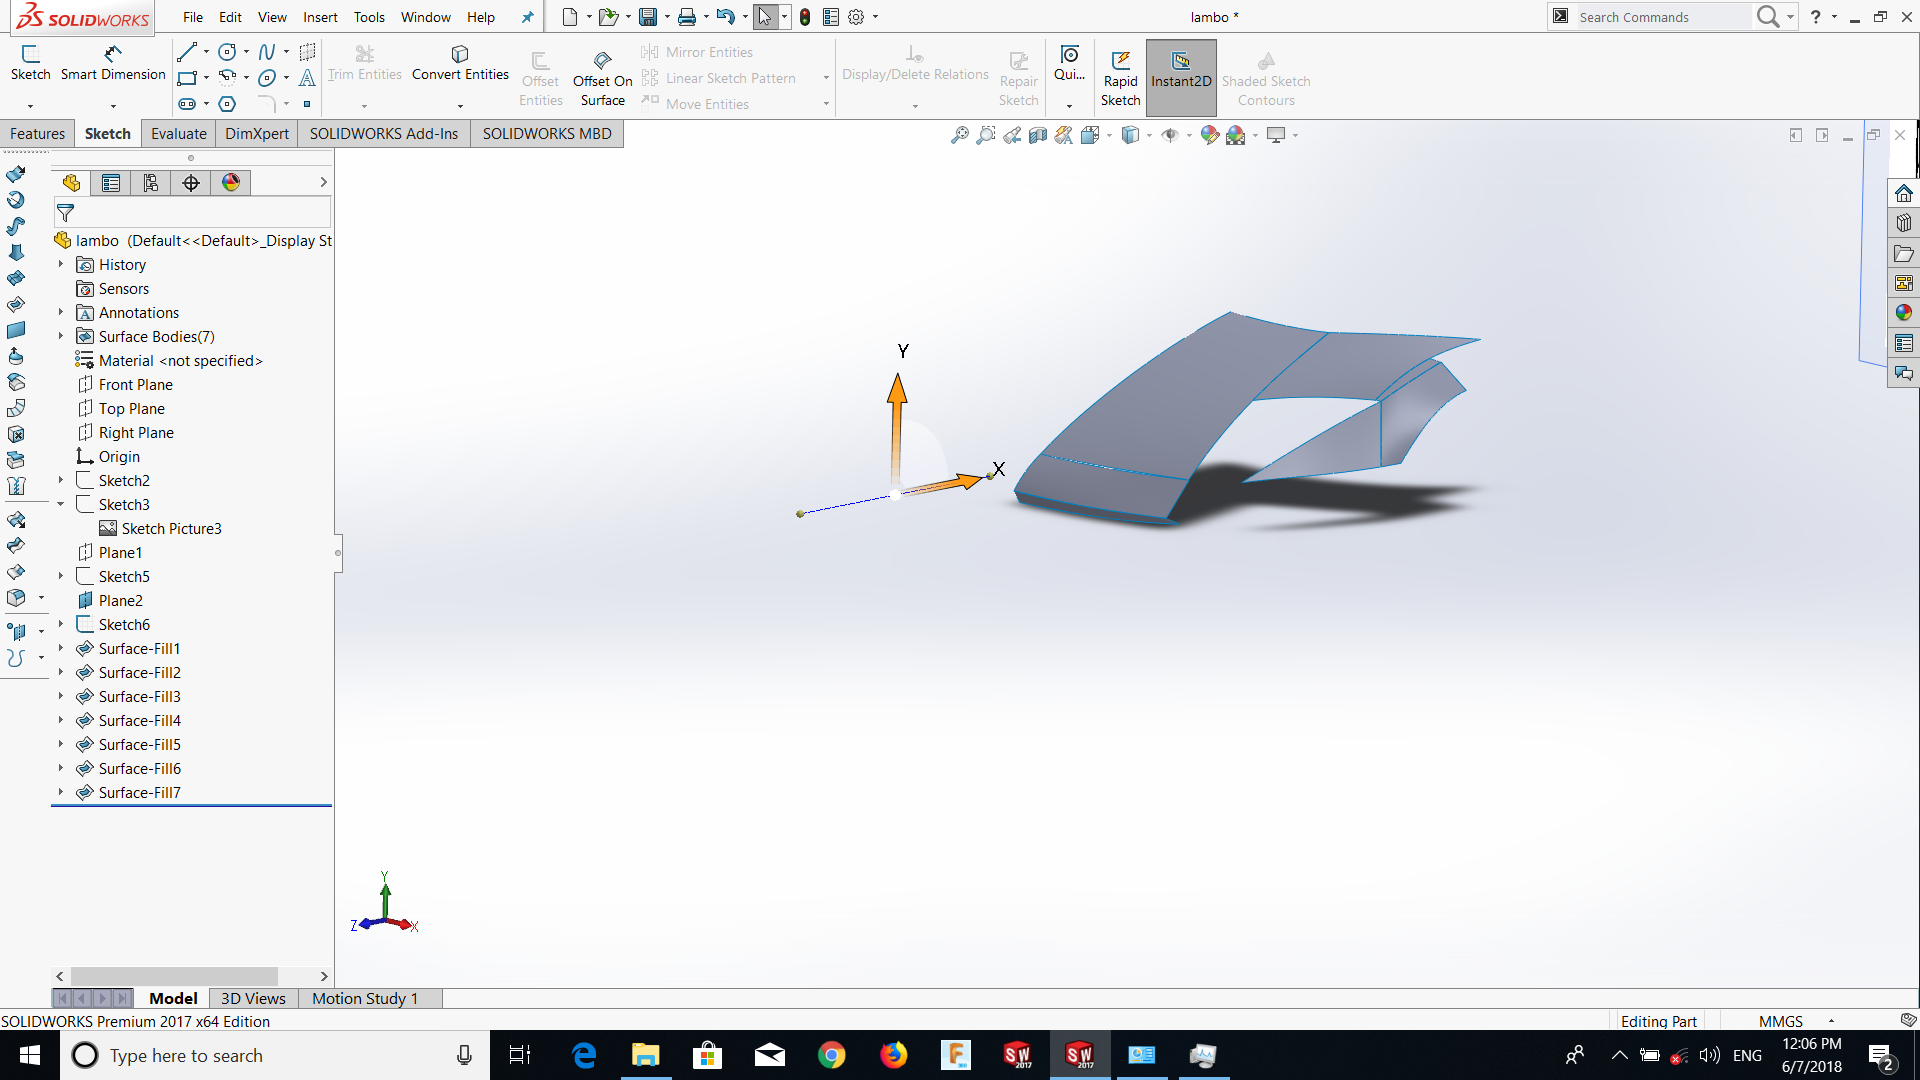 SOLIDWORKS
File Edit View Insert Tools Window Help
lambo *
Search Commands
?
Sketch
Smart Dimension
Trim Entities
Convert Entities
Offset Entities
Offset On Surface
Mirror Entities
Linear Sketch Pattern
Move Entities
Display/Delete Relations
Repair Sketch
Qui...
Rapid Sketch
Instant2D
Shaded Sketch Contours
Features Sketch Evaluate DimXpert SOLIDWORKS Add-Ins SOLIDWORKS MBD
lambo (Default<<Default>_Display St
History
Sensors
Annotations
Surface Bodies(7)
Material <not specified>
Front Plane
Top Plane
Right Plane
Origin
Sketch2
Sketch3
Sketch Picture3
Plane1
Sketch5
Plane2
Sketch6
Surface-Fill1
Surface-Fill2
Surface-Fill3
Surface-Fill4
Surface-Fill5
Surface-Fill6
Surface-Fill7
Y
X
Y
Z
X
Model 3D Views Motion Study 1
SOLIDWORKS Premium 2017 x64 Edition
Editing Part
MMGS
Type here to search
SW 2017
SW 2017
ENG
12:06 PM
6/7/2018
2